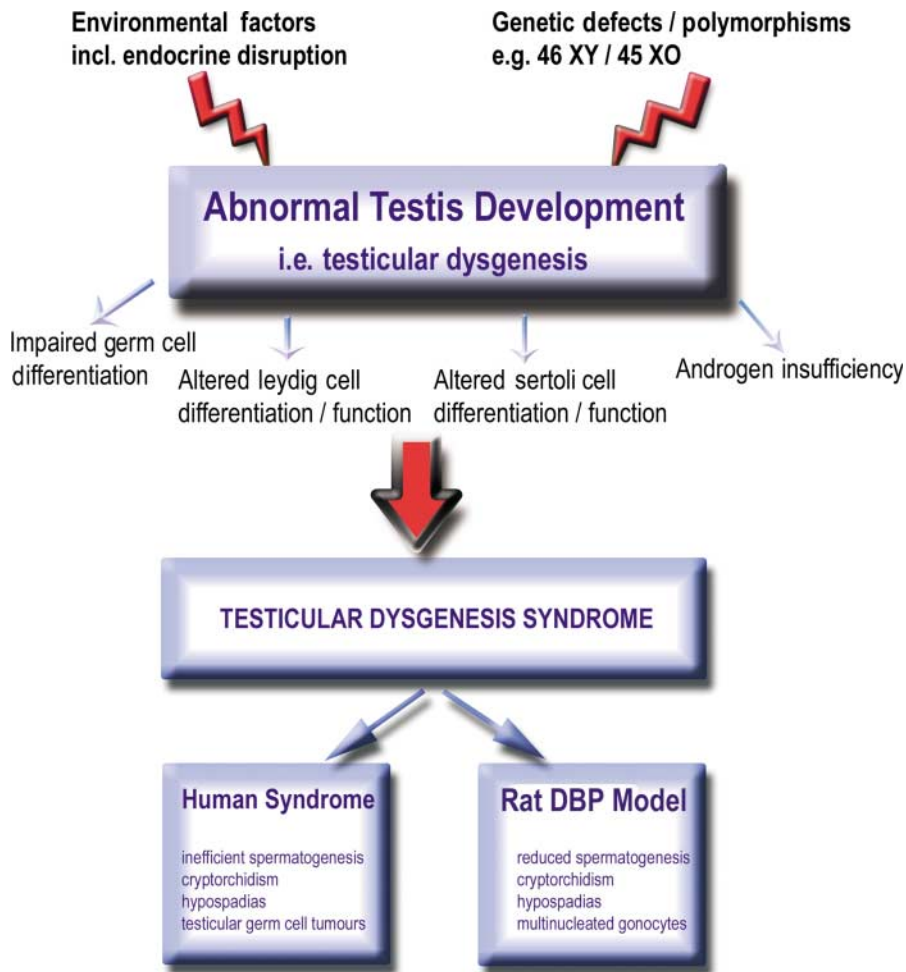 Environmental factors
incl. endocrine disruption
Genetic defects / polymorphisms
e.g. 46 XY / 45 XO
Abnormal Testis Development
i.e. testicular dysgenesis
Impaired germ cell
differentiation
Altered leydig cell
differentiation / function
Altered sertoli cell
differentiation / function
Androgen insufficiency
TESTICULAR DYSGENESIS SYNDROME
Human Syndrome
inefficient spermatogenesis
cryptorchidism
hypospadias
testicular germ cell tumours
Rat DBP Model
reduced spermatogenesis
cryptorchidism
hypospadias
multinucleated gonocytes